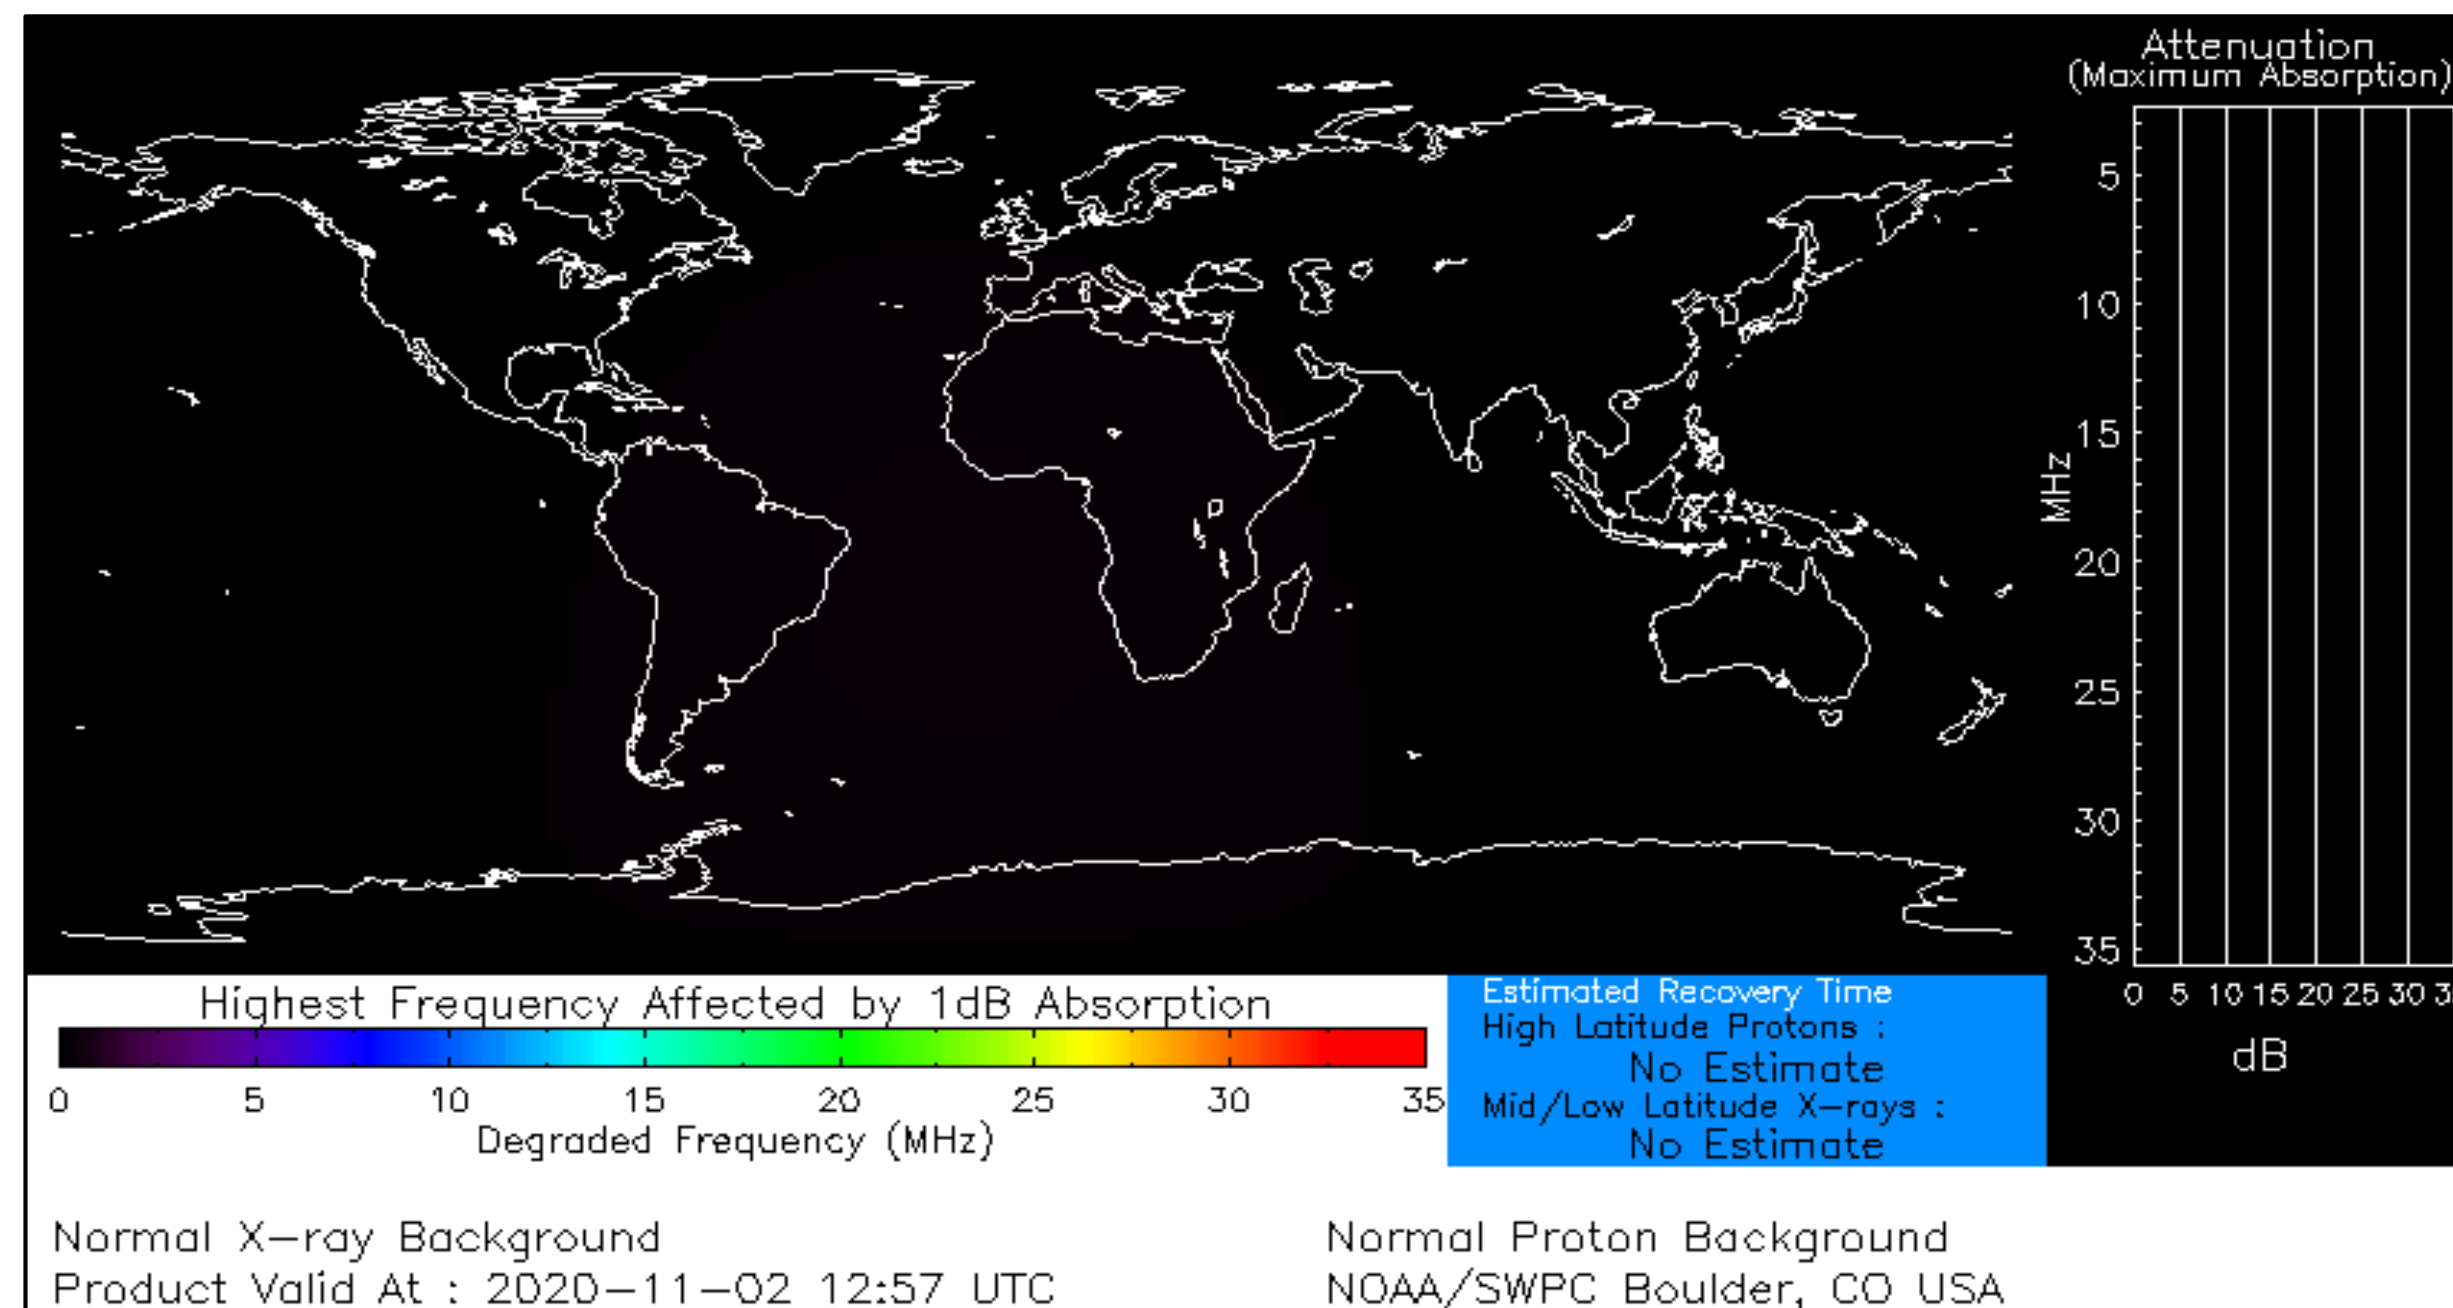 Attenuation
(Maximum Absorption)
5
10
15
20
25
30
35
MHz
0 5 10 15 20 25 30
dB
Highest Frequency Affected by 1dB Absorption
0 5 10 15 20 25 30 35
Degraded Frequency (MHz)
Estimated Recovery Time
High Latitude Protons :
No Estimate
Mid/Low Latitude X-rays :
No Estimate
Normal X-ray Background
Normal Proton Background
Product Valid At : 2020-11-02 12:57 UTC
NOAA/SWPC Boulder, CO USA